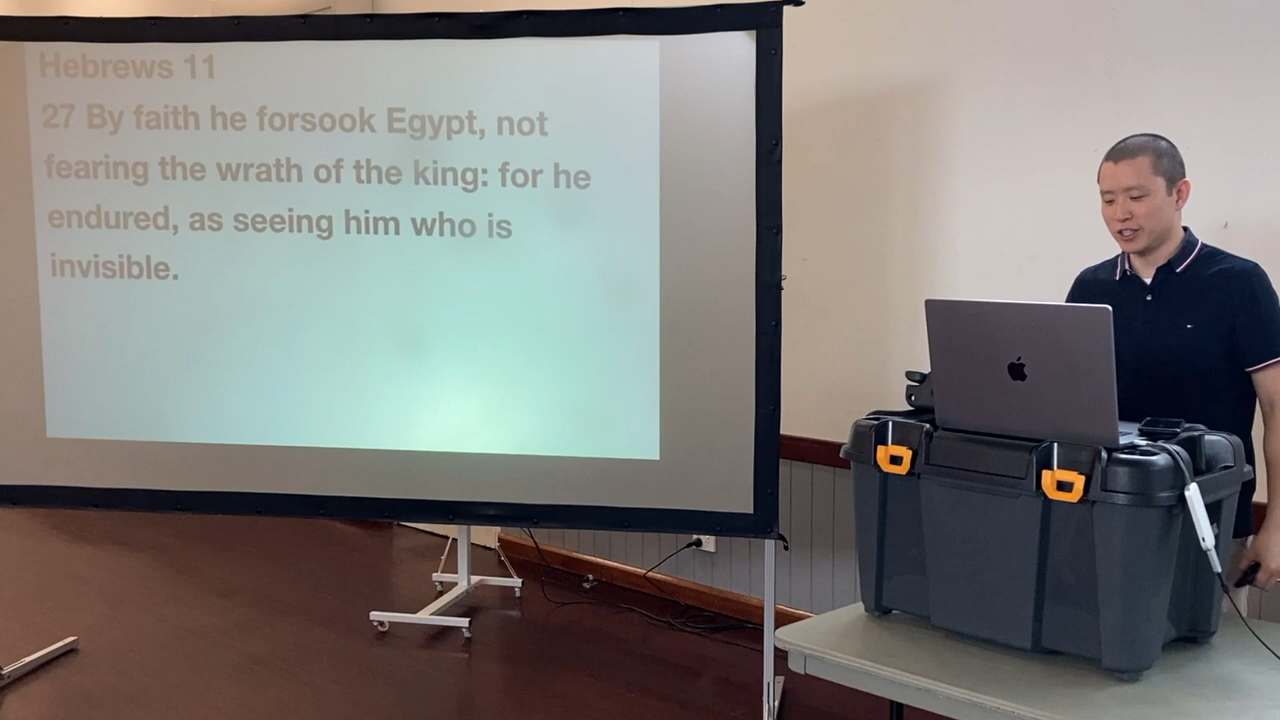 Hebrews 11
27 By faith he forsook Egypt, not
fearing the wrath of the king: for he
endured, as seeing him who is
invisible.